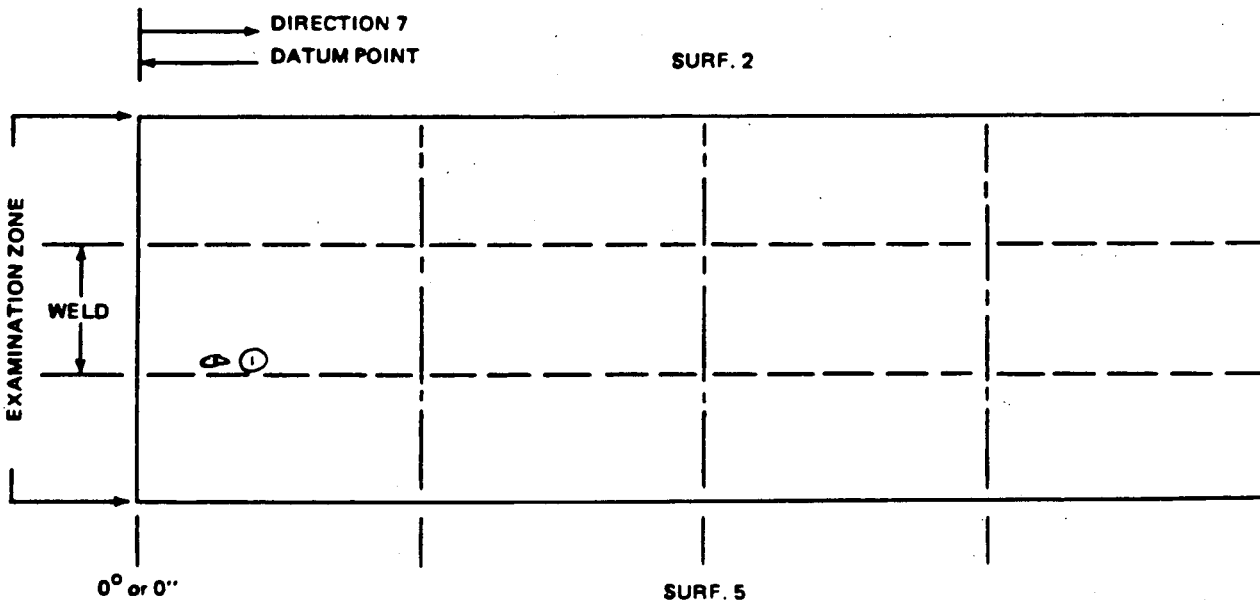 DIRECTION 7
DATUM POINT
SURF. 2
EXAMINATION ZONE
WELD
1
0° or 0"
SURF. 5